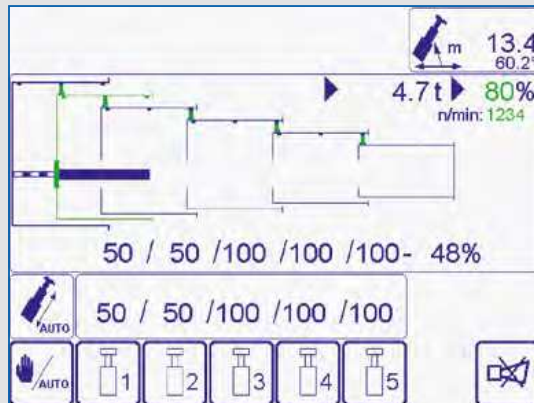 m 13.4
60.2°
4.7 t 80%
n/min: 1234
50 / 50 /100 /100 /100- 48%
AUTO 50 / 50 /100 /100 /100
/AUTO 1 2 3 4 5